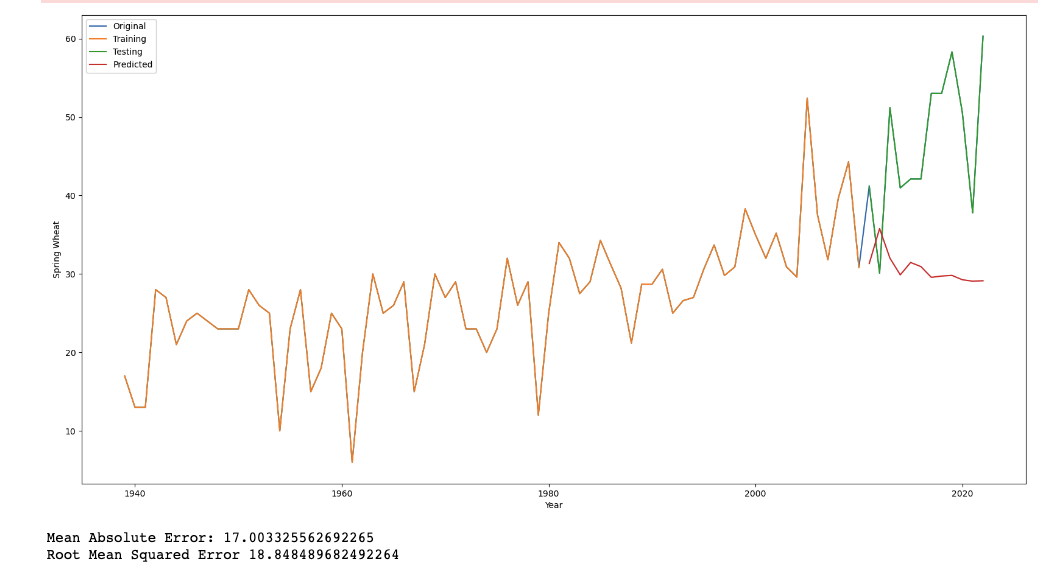 Original
Training
Testing
Predicted
60
50
40
30
20
10
Spring Wheat
1940 1960 1980 2000 2020
Year
Mean Absolute Error: 17.003325562692265
Root Mean Squared Error 18.848489682492264